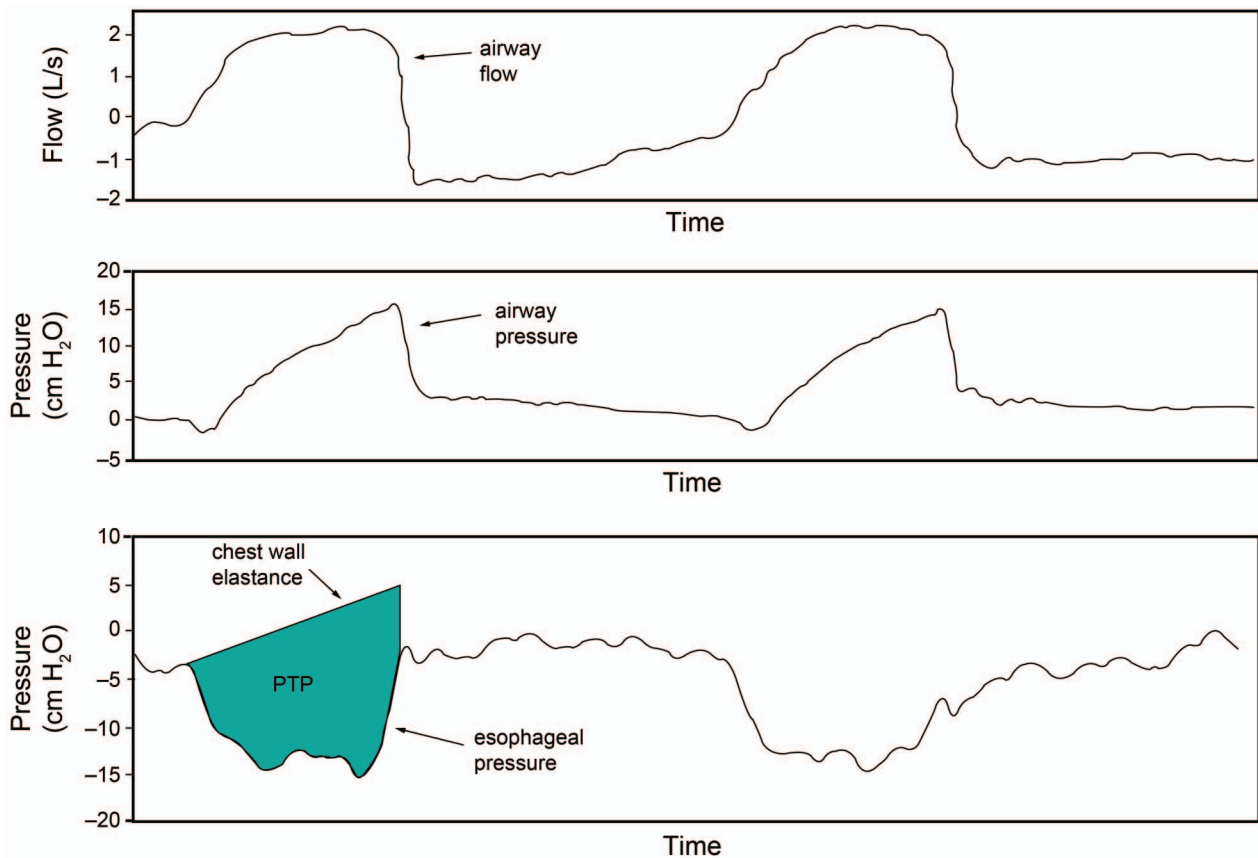 Flow (L/s)
2
1
0
–1
–2
airway
flow
Time
Pressure
(cm H₂O)
20
15
10
5
0
–5
airway
pressure
Time
Pressure
(cm H₂O)
10
5
0
–5
–10
–15
–20
chest wall
elastance
PTP
esophageal
pressure
Time